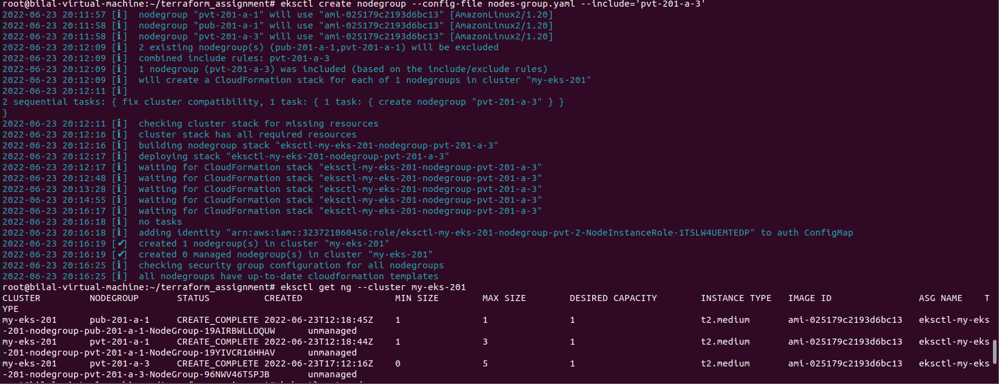 root@bilal-virtual-machine:~/terraform_assignment# eksctl create nodegroup --config-file nodes-group.yaml --include='pvt-201-a-3'
2022-06-23 20:11:57 [ℹ]  nodegroup "pvt-201-a-1" will use "ami-025179c2193d6bc13" [AmazonLinux2/1.20]
2022-06-23 20:11:58 [ℹ]  nodegroup "pub-201-a-1" will use "ami-025179c2193d6bc13" [AmazonLinux2/1.20]
2022-06-23 20:11:58 [ℹ]  nodegroup "pvt-201-a-3" will use "ami-025179c2193d6bc13" [AmazonLinux2/1.20]
2022-06-23 20:12:09 [ℹ]  2 existing nodegroup(s) (pub-201-a-1,pvt-201-a-1) will be excluded
2022-06-23 20:12:09 [ℹ]  combined include rules: pvt-201-a-3
2022-06-23 20:12:09 [ℹ]  1 nodegroup (pvt-201-a-3) was included (based on the include/exclude rules)
2022-06-23 20:12:09 [ℹ]  will create a CloudFormation stack for each of 1 nodegroups in cluster "my-eks-201"
2022-06-23 20:12:11 [ℹ]
2 sequential tasks: { fix cluster compatibility, 1 task: { 1 task: { create nodegroup "pvt-201-a-3" } }
}
2022-06-23 20:12:11 [ℹ]  checking cluster stack for missing resources
2022-06-23 20:12:16 [ℹ]  cluster stack has all required resources
2022-06-23 20:12:16 [ℹ]  building nodegroup stack "eksctl-my-eks-201-nodegroup-pvt-201-a-3"
2022-06-23 20:12:17 [ℹ]  deploying stack "eksctl-my-eks-201-nodegroup-pvt-201-a-3"
2022-06-23 20:12:17 [ℹ]  waiting for CloudFormation stack "eksctl-my-eks-201-nodegroup-pvt-201-a-3"
2022-06-23 20:12:48 [ℹ]  waiting for CloudFormation stack "eksctl-my-eks-201-nodegroup-pvt-201-a-3"
2022-06-23 20:13:28 [ℹ]  waiting for CloudFormation stack "eksctl-my-eks-201-nodegroup-pvt-201-a-3"
2022-06-23 20:14:55 [ℹ]  waiting for CloudFormation stack "eksctl-my-eks-201-nodegroup-pvt-201-a-3"
2022-06-23 20:16:17 [ℹ]  waiting for CloudFormation stack "eksctl-my-eks-201-nodegroup-pvt-201-a-3"
2022-06-23 20:16:18 [ℹ]  no tasks
2022-06-23 20:16:18 [ℹ]  adding identity "arn:aws:iam::323721060456:role/eksctl-my-eks-201-nodegroup-pvt-2-NodeInstanceRole-1T5LW4UEMTEDP" to auth ConfigMap
2022-06-23 20:16:19 [✔]  created 1 nodegroup(s) in cluster "my-eks-201"
2022-06-23 20:16:19 [✔]  created 0 managed nodegroup(s) in cluster "my-eks-201"
2022-06-23 20:16:25 [ℹ]  checking security group configuration for all nodegroups
2022-06-23 20:16:25 [ℹ]  all nodegroups have up-to-date cloudformation templates
root@bilal-virtual-machine:~/terraform_assignment# eksctl get ng --cluster my-eks-201
CLUSTER NODEGROUP STATUS CREATED MIN SIZE MAX SIZE DESIRED CAPACITY INSTANCE TYPE IMAGE ID ASG NAME T
YPE
my-eks-201 pub-201-a-1 CREATE_COMPLETE 2022-06-23T12:18:45Z 1 1 1 t2.medium ami-025179c2193d6bc13 eksctl-my-eks
-201-nodegroup-pub-201-a-1-NodeGroup-19AIRBWLLOQUW unmanaged
my-eks-201 pvt-201-a-1 CREATE_COMPLETE 2022-06-23T12:18:44Z 1 3 1 t2.medium ami-025179c2193d6bc13 eksctl-my-eks
-201-nodegroup-pvt-201-a-1-NodeGroup-19YIVCR16HHAV unmanaged
my-eks-201 pvt-201-a-3 CREATE_COMPLETE 2022-06-23T17:12:16Z 0 5 1 t2.medium ami-025179c2193d6bc13 eksctl-my-eks
-201-nodegroup-pvt-201-a-3-NodeGroup-96NWV46TSPJB unmanaged